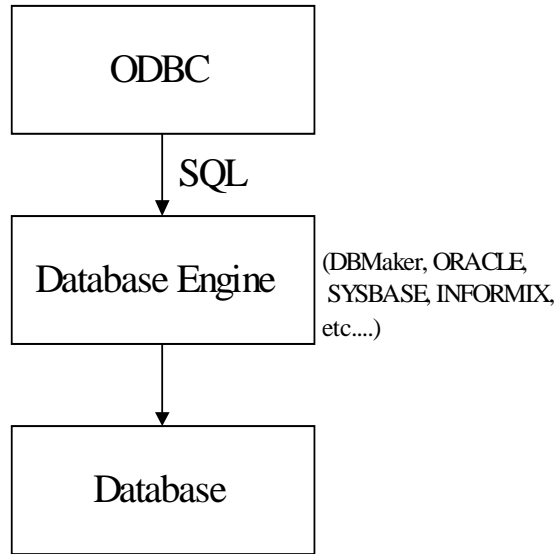 ODBC
SQL
Database Engine
(DBMaker, ORACLE,
SYSBASE, INFORMIX,
etc....)
Database